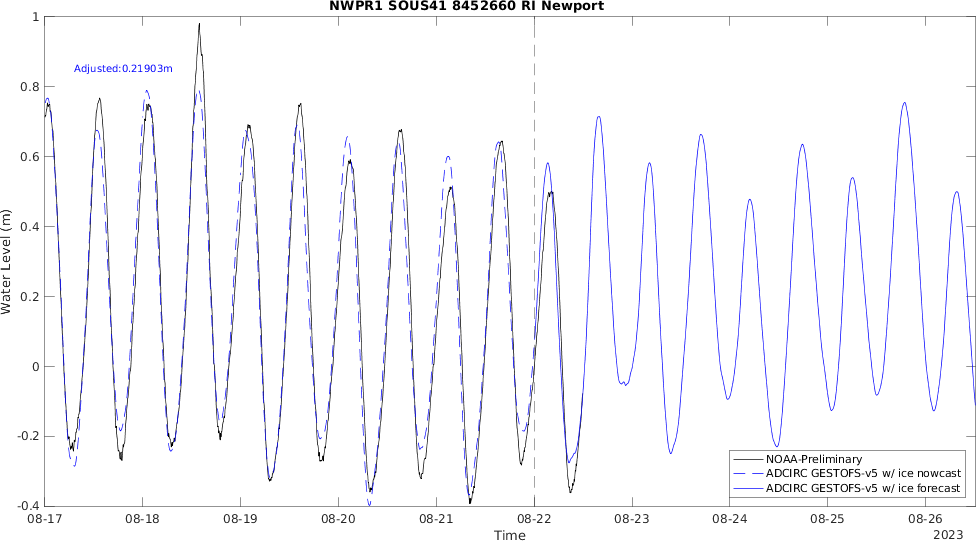 NWPR1 SOUS41 8452660 RI Newport
1
Adjusted:0.21903m
0.8
0.6
0.4
0.2
0
-0.2
-0.4
Water Level (m)
08-17 08-18 08-19 08-20 08-21 08-22 08-23 08-24 08-25 08-26
Time
2023
NOAA-Preliminary
ADCIRC GESTOFS-v5 w/ ice nowcast
ADCIRC GESTOFS-v5 w/ ice forecast